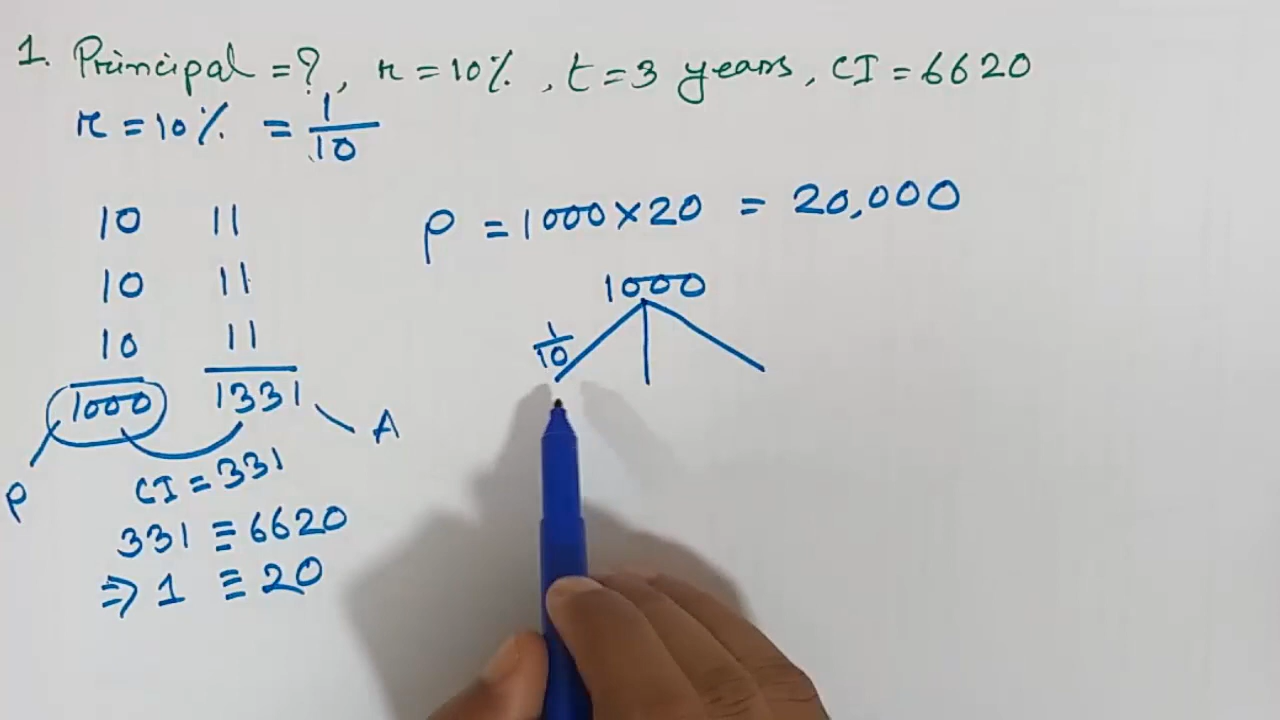 1. Principal = ?, r = 10%, t = 3 years, CI = 6620
r = 10% = 1/10
10 11
10 11
10 11
1000 1331
A
P
CI = 331
331 ≡ 6620
⇒ 1 ≡ 20
P = 1000 × 20 = 20,000
1000
1/10